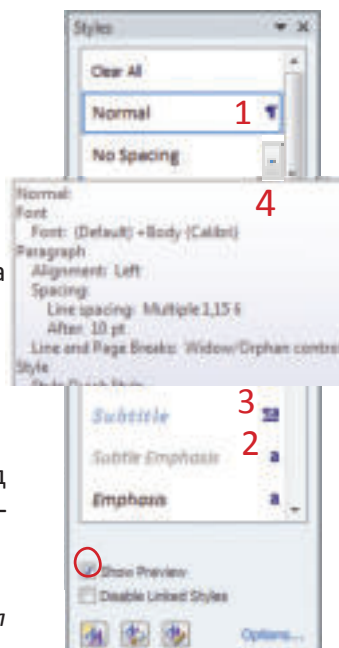 Styles
Clear All
Normal 1 ¶
No Spacing
4
Normal:
Font
Font: (Default) +Body (Calibri)
Paragraph
а
Alignment: Left
Spacing:
Line spacing: Multiple 1,15 li
After: 10 pt
Line and Page Breaks: Widow/Orphan control
Style
Subtitle 3 ¶a
Subtle Emphasis 2 a
д
Emphasis a
–
Show Preview
Disable Linked Styles
л
Options...